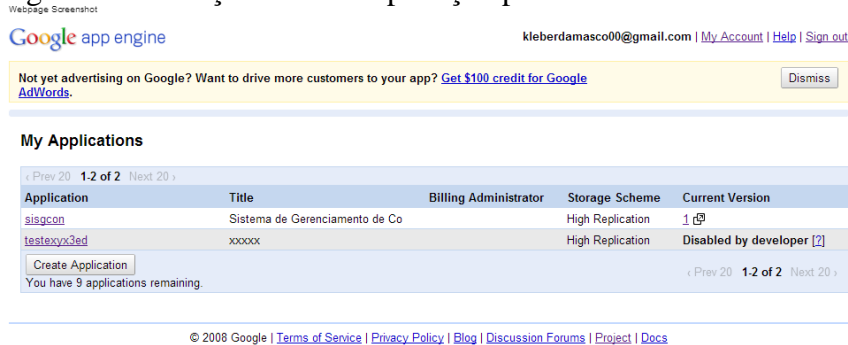 Webpage Screenshot
Google app engine
kleberdamasco00@gmail.com | My Account | Help | Sign out
Not yet advertising on Google? Want to drive more customers to your app? Get $100 credit for Google
AdWords.
Dismiss
My Applications
‹ Prev 20 1-2 of 2 Next 20 ›
Application Title Billing Administrator Storage Scheme Current Version
sisgcon Sistema de Gerenciamento de Co High Replication 1
testexyx3ed xxxxx High Replication Disabled by developer [?]
Create Application
You have 9 applications remaining.
‹ Prev 20 1-2 of 2 Next 20 ›
© 2008 Google | Terms of Service | Privacy Policy | Blog | Discussion Forums | Project | Docs